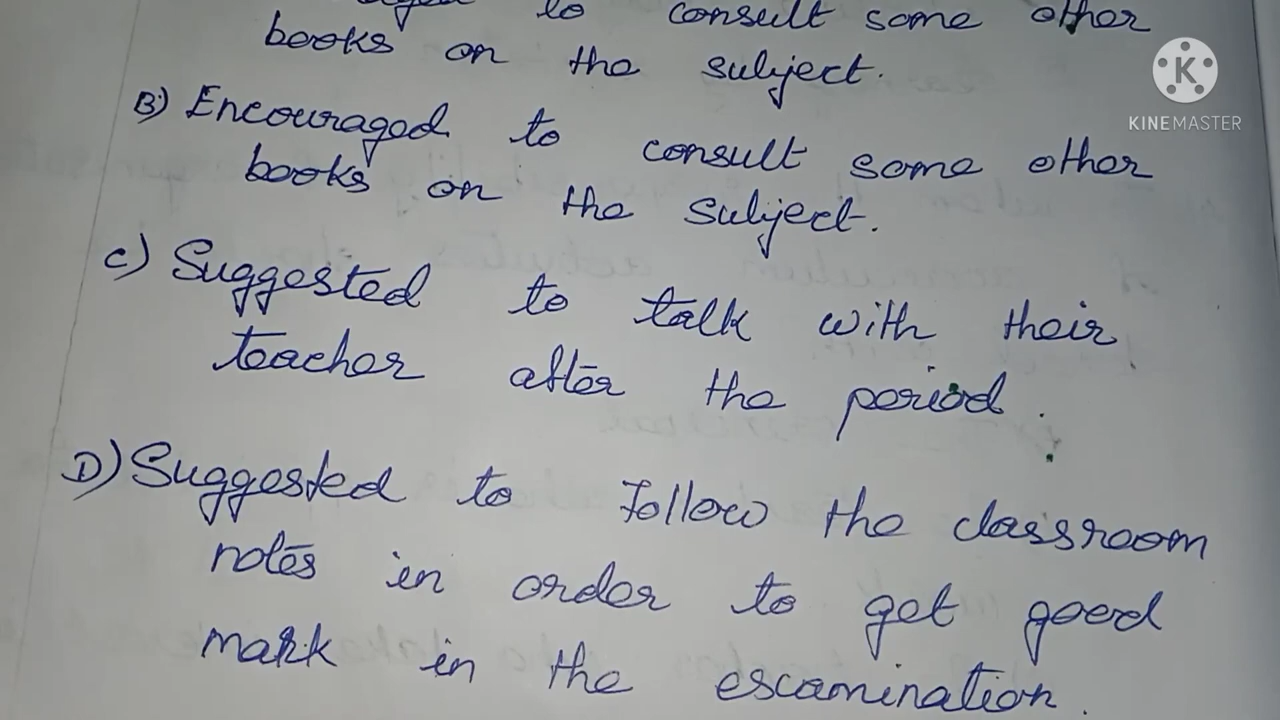 to consult some other
books on the subject.
B) Encouraged to consult some other
books on the subject.
C) Suggested to talk with their
teacher after the period.
D) Suggested to follow the classroom
notes in order to get good
mark in the escamination.
KINEMASTER